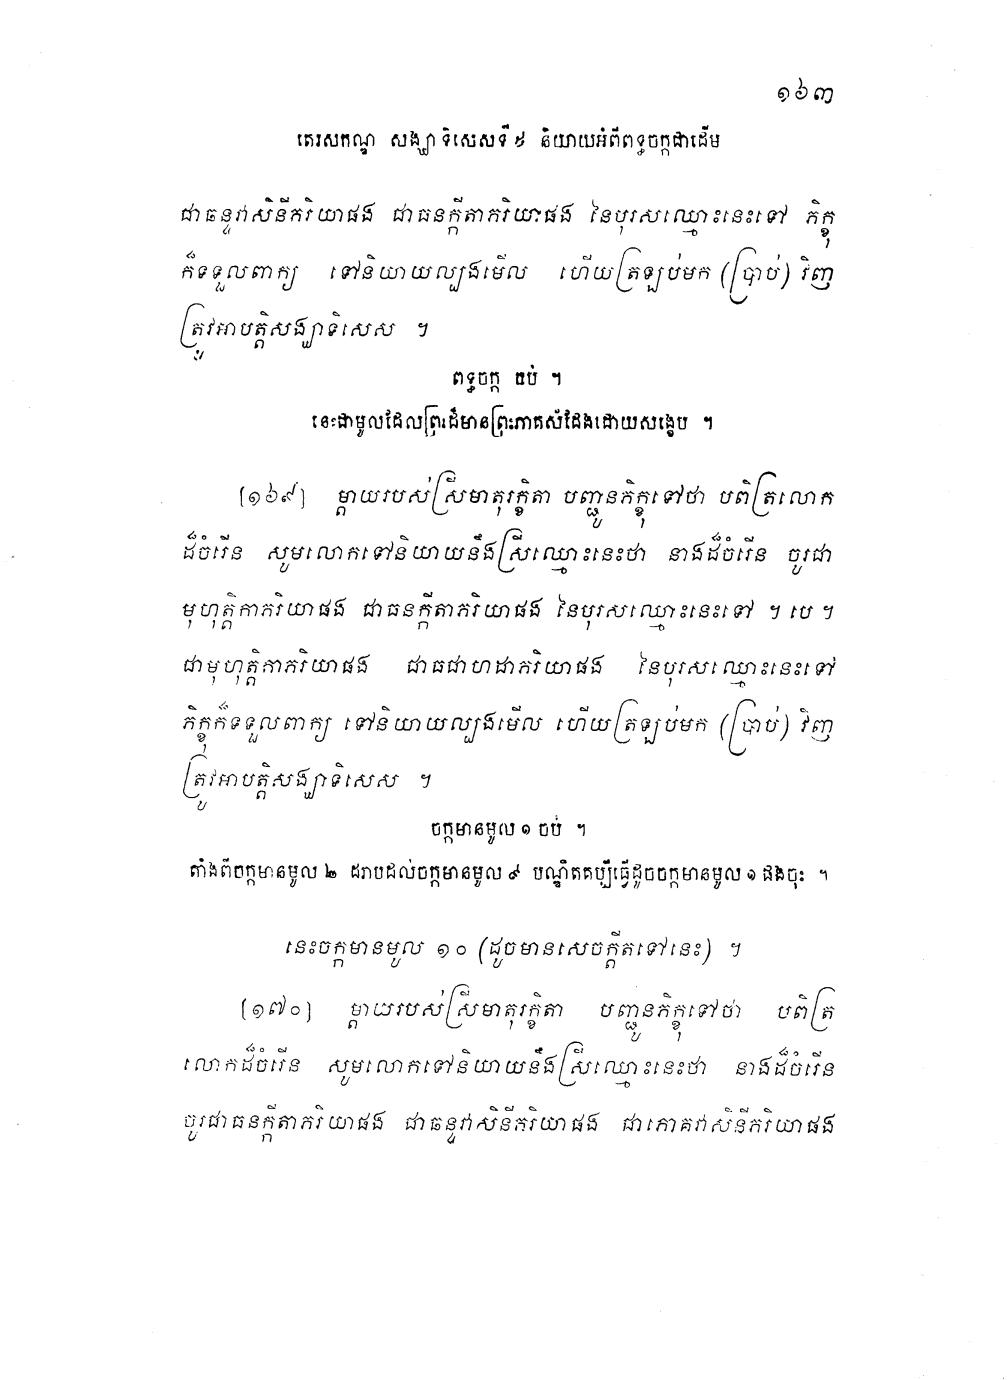 ១៦៣
តេរសកណ្ឌ សង្ឃាទិសេសទី ៥ និយាយអំពីពទ្ធចក្កជាដើម
ជាធន្ទវាសិនីភរិយាផង ជាធនក្កីតាភរិយាផង នៃបុរសឈ្មោះនេះទៅ ភិក្ខុ
ក៏ទទួលពាក្យ ទៅនិយាយល្បងមើល ហើយត្រឡប់មក (ប្រាប់) វិញ
ត្រូវអាបត្តិសង្ឃាទិសេស ។
ពទ្ធចក្ក ចប់ ។
នេះជាមូលដែលព្រះដ៏មានព្រះភាគសំដែងដោយសង្ខេប ។
[១៦៩] ម្តាយរបស់ស្រីមាតុរក្ខិតា បញ្ជូនភិក្ខុទៅថា បពិត្រលោក
ដ៏ចំរើន សូមលោកទៅនិយាយនឹងស្រីឈ្មោះនេះថា នាងដ៏ចំរើន ចូរជា
មុហុត្តិកាភរិយាផង ជាធនក្កីតាភរិយាផង នៃបុរសឈ្មោះនេះទៅ ។ បេ ។
ជាមុហុត្តិកាភរិយាផង ជាធជាហដាភរិយាផង នៃបុរសឈ្មោះនេះទៅ
ភិក្ខុក៏ទទួលពាក្យ ទៅនិយាយល្បងមើល ហើយត្រឡប់មក (ប្រាប់) វិញ
ត្រូវអាបត្តិសង្ឃាទិសេស ។
ចក្កមានមូល ១ ចប់ ។
តាំងពីចក្កមានមូល ២ ដរាបដល់ចក្កមានមូល ៩ បណ្ឌិតគប្បីធ្វើដូចចក្កមានមូល ១ ផងចុះ ។
នេះចក្កមានមូល ១០ (ដូចមានសេចក្តីតទៅនេះ) ។
[១៧០] ម្តាយរបស់ស្រីមាតុរក្ខិតា បញ្ជូនភិក្ខុទៅថា បពិត្រ
លោកដ៏ចំរើន សូមលោកទៅនិយាយនឹងស្រីឈ្មោះនេះថា នាងដ៏ចំរើន
ចូរជាធនក្កីតាភរិយាផង ជាធន្ទវាសិនីភរិយាផង ជាភោគវាសិនីភរិយាផង